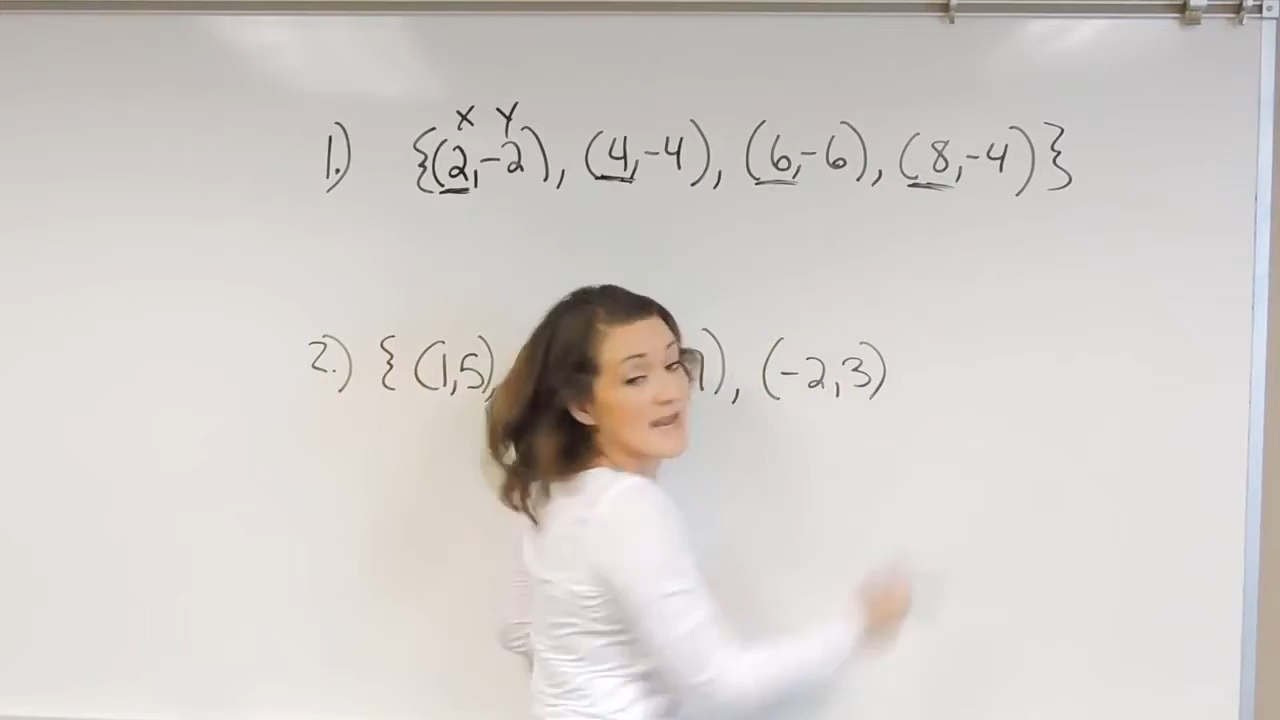 X Y
1.) {(2,-2), (4,-4), (6,-6), (8,-4)}
2.) { (1,5), ), (-2,3)